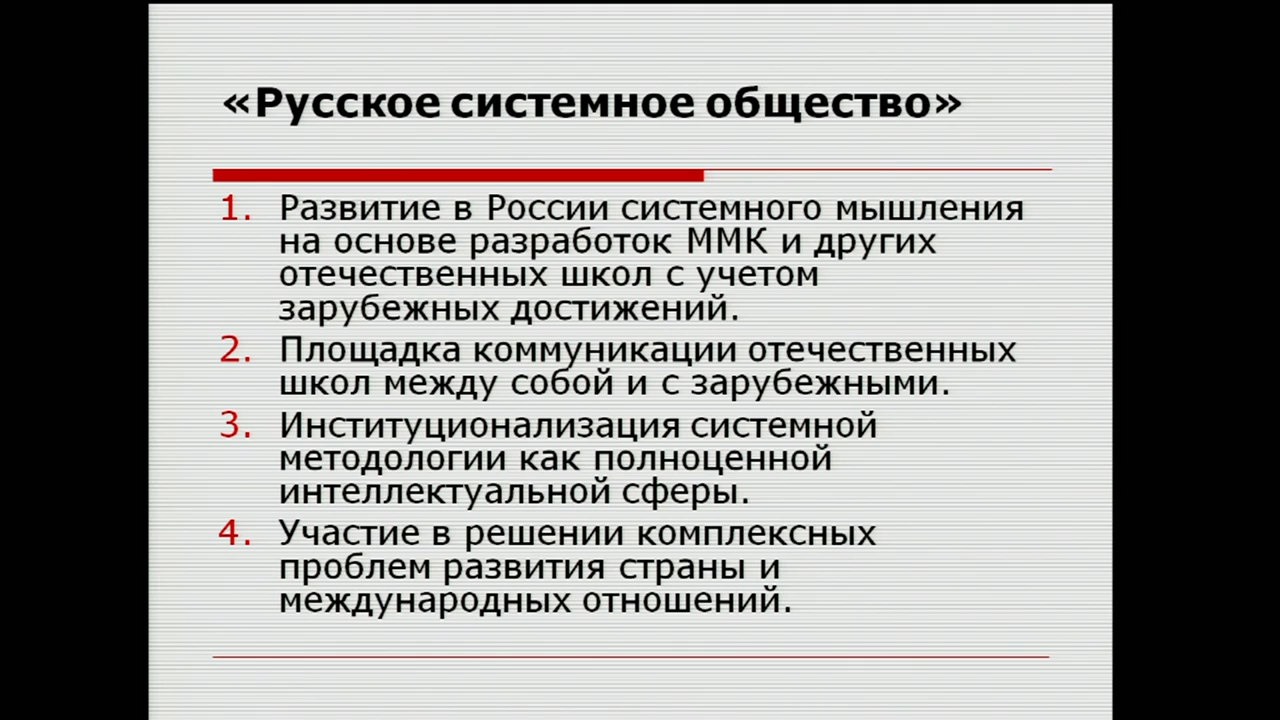 «Русское системное общество»
1. Развитие в России системного мышления
на основе разработок ММК и других
отечественных школ с учетом
зарубежных достижений.
2. Площадка коммуникации отечественных
школ между собой и с зарубежными.
3. Институционализация системной
методологии как полноценной
интеллектуальной сферы.
4. Участие в решении комплексных
проблем развития страны и
международных отношений.